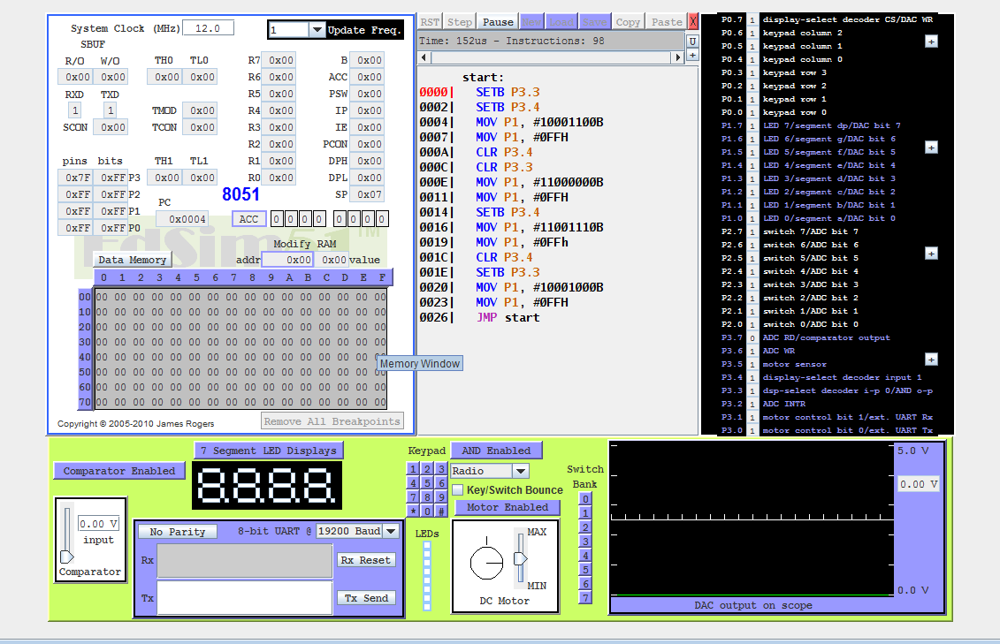 System Clock (MHz) 12.0 1 Update Freq.
SBUF
R/O W/O TH0 TL0 R7 0x00 B 0x00
0x00 0x00 0x00 0x00 R6 0x00 ACC 0x00
RXD TXD R5 0x00 PSW 0x00
1 1 TMOD 0x00 R4 0x00 IP 0x00
SCON 0x00 TCON 0x00 R3 0x00 IE 0x00
R2 0x00 PCON 0x00
pins bits TH1 TL1 R1 0x00 DPH 0x00
0x7F 0xFF P3 0x00 0x00 R0 0x00 DPL 0x00
0xFF 0xFF P2 8051 SP 0x07
0xFF 0xFF P1 PC
0xFF 0xFF P0 0x0004 ACC 0 0 0 0 0 0 0 0
EdSim51™
Modify RAM
Data Memory addr 0x00 0x00 value
0 1 2 3 4 5 6 7 8 9 A B C D E F
00 00 00 00 00 00 00 00 00 00 00 00 00 00 00 00 00
10 00 00 00 00 00 00 00 00 00 00 00 00 00 00 00 00
20 00 00 00 00 00 00 00 00 00 00 00 00 00 00 00 00
30 00 00 00 00 00 00 00 00 00 00 00 00 00 00 00 00
40 00 00 00 00 00 00 00 00 00 00 00 00 00 00 00
50 00 00 00 00 00 00 00 00 00 00 00 00 00 00 00 00
60 00 00 00 00 00 00 00 00 00 00 00 00 00 00 00 00
70 00 00 00 00 00 00 00 00 00 00 00 00 00 00 00 00
Memory Window
Copyright © 2005-2010 James Rogers Remove All Breakpoints
RST Step Pause New Load Save Copy Paste X
Time: 152us - Instructions: 98 U
+
start:
0000| SETB P3.3
0002| SETB P3.4
0004| MOV P1, #10001100B
0007| MOV P1, #0FFH
000A| CLR P3.4
000C| CLR P3.3
000E| MOV P1, #11000000B
0011| MOV P1, #0FFH
0014| SETB P3.4
0016| MOV P1, #11001110B
0019| MOV P1, #0FFh
001C| CLR P3.4
001E| SETB P3.3
0020| MOV P1, #10001000B
0023| MOV P1, #0FFH
0026| JMP start
P0.7 1 display-select decoder CS/DAC WR
P0.6 1 keypad column 2
P0.5 1 keypad column 1 +
P0.4 1 keypad column 0
P0.3 1 keypad row 3
P0.2 1 keypad row 2
P0.1 1 keypad row 1
P0.0 1 keypad row 0
P1.7 1 LED 7/segment dp/DAC bit 7
P1.6 1 LED 6/segment g/DAC bit 6
P1.5 1 LED 5/segment f/DAC bit 5 +
P1.4 1 LED 4/segment e/DAC bit 4
P1.3 1 LED 3/segment d/DAC bit 3
P1.2 1 LED 2/segment c/DAC bit 2
P1.1 1 LED 1/segment b/DAC bit 1
P1.0 1 LED 0/segment a/DAC bit 0
P2.7 1 switch 7/ADC bit 7
P2.6 1 switch 6/ADC bit 6
P2.5 1 switch 5/ADC bit 5 +
P2.4 1 switch 4/ADC bit 4
P2.3 1 switch 3/ADC bit 3
P2.2 1 switch 2/ADC bit 2
P2.1 1 switch 1/ADC bit 1
P2.0 1 switch 0/ADC bit 0
P3.7 0 ADC RD/comparator output
P3.6 1 ADC WR
P3.5 1 motor sensor +
P3.4 1 display-select decoder input 1
P3.3 1 dsp-select decoder i-p 0/AND o-p
P3.2 1 ADC INTR
P3.1 1 motor control bit 1/ext. UART Rx
P3.0 1 motor control bit 0/ext. UART Tx
Comparator Enabled
0.00 V
input
Comparator
7 Segment LED Displays
8.8.8.8.
No Parity 8-bit UART @ 19200 Baud
Rx Rx Reset
Tx Tx Send
Keypad AND Enabled
1 2 3 Radio
4 5 6 Key/Switch Bounce
7 8 9 Motor Enabled
* 0 #
LEDs
MAX
MIN
DC Motor
Switch
Bank
0
1
2
3
4
5
6
7
5.0 V
0.00 V
0.0 V
DAC output on scope